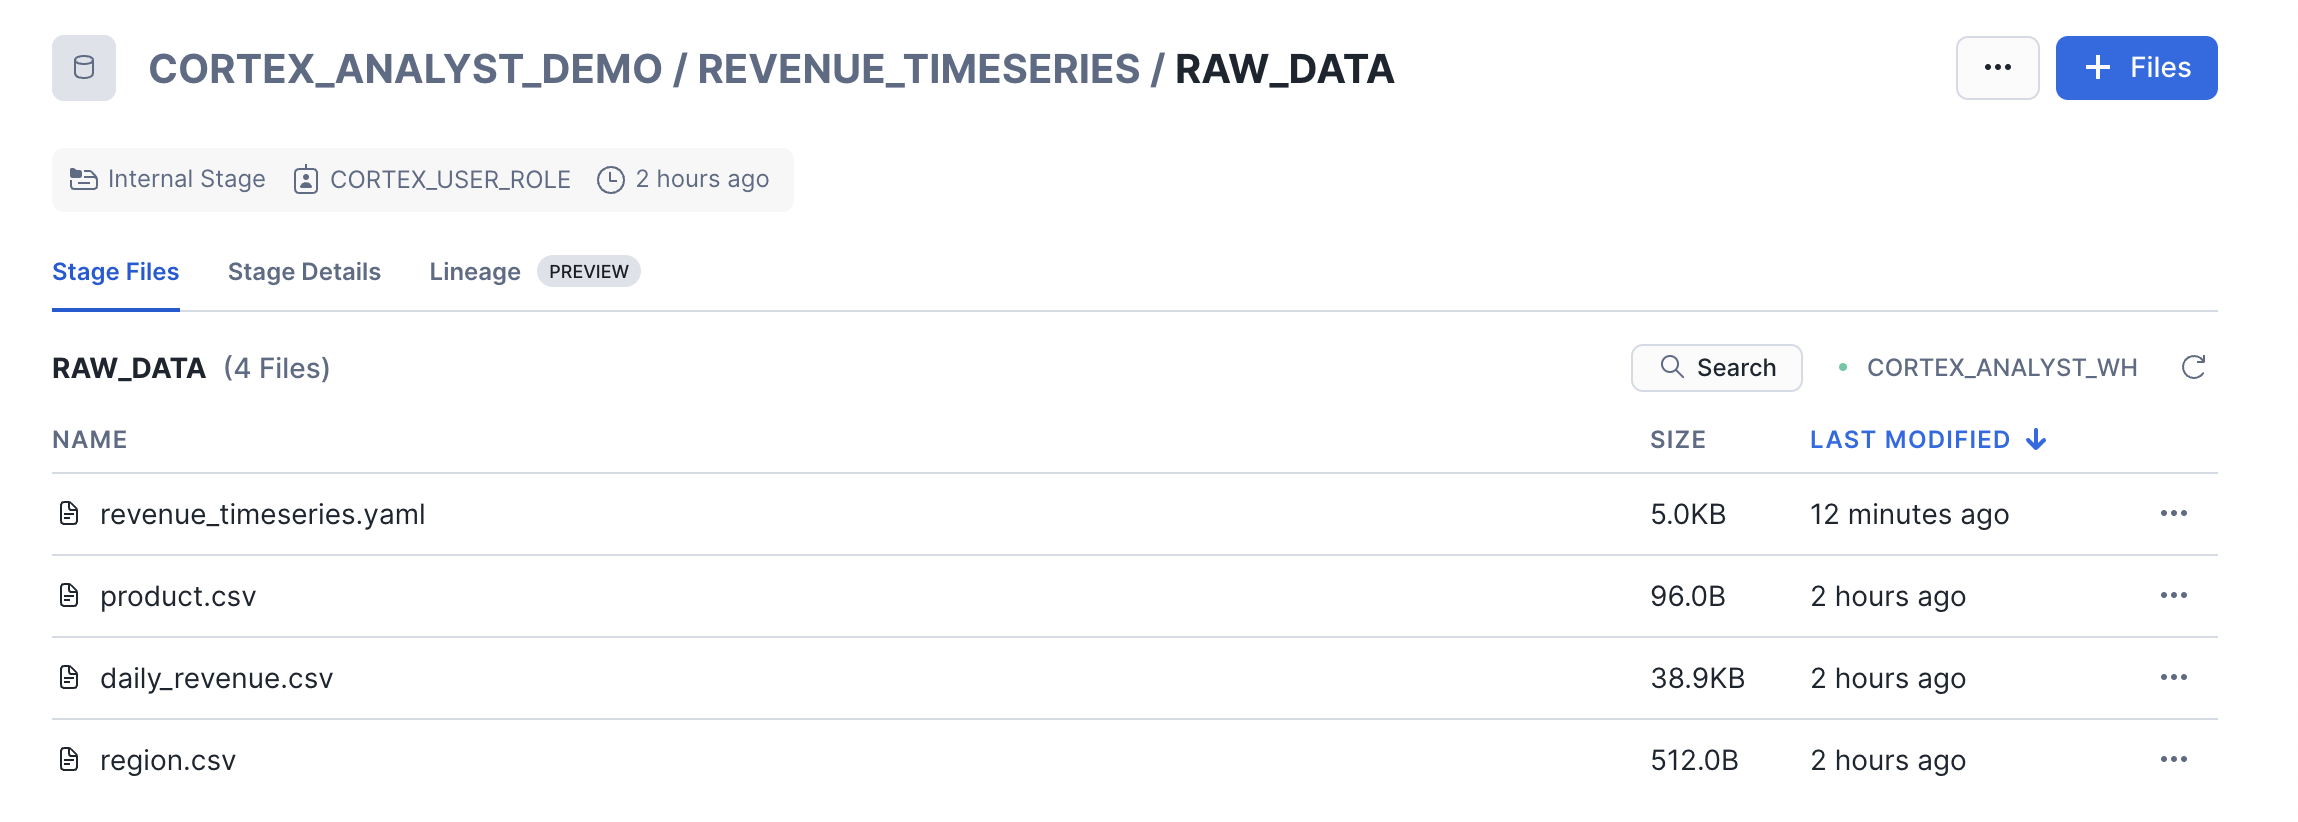 CORTEX_ANALYST_DEMO / REVENUE_TIMESERIES / RAW_DATA
Files
Internal Stage CORTEX_USER_ROLE 2 hours ago
Stage Files Stage Details Lineage PREVIEW
RAW_DATA (4 Files) Search CORTEX_ANALYST_WH
NAME SIZE LAST MODIFIED
revenue_timeseries.yaml 5.0KB 12 minutes ago
product.csv 96.0B 2 hours ago
daily_revenue.csv 38.9KB 2 hours ago
region.csv 512.0B 2 hours ago